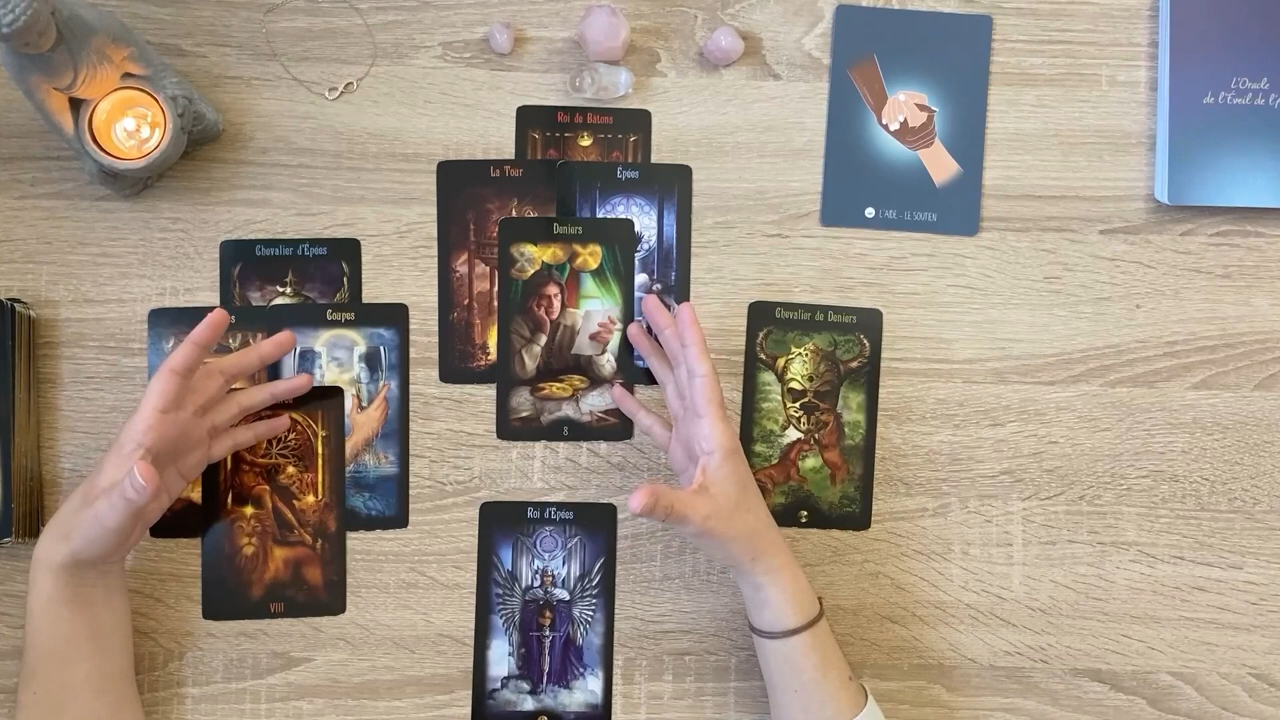 Roi de Bâtons
La Tour
Épées
Deniers
8
Chevalier d'Épées
Coupes
VIII
Chevalier de Deniers
Roi d'Épées
L'AIDE - LE SOUTIEN
L'Oracle
de l'Éveil de